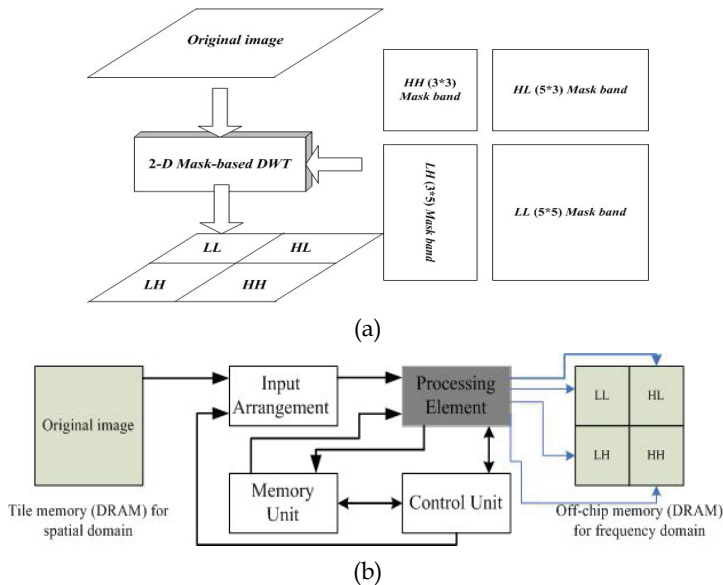 Original image
HH (3*3)
Mask band
HL (5*3) Mask band
2-D Mask-based DWT
LH (3*5) Mask band
LL (5*5) Mask band
LL
HL
LH
HH
(a)
Original image
Input
Arrangement
Processing
Element
LL
HL
LH
HH
Memory
Unit
Control Unit
Tile memory (DRAM) for
spatial domain
Off-chip memory (DRAM)
for frequency domain
(b)